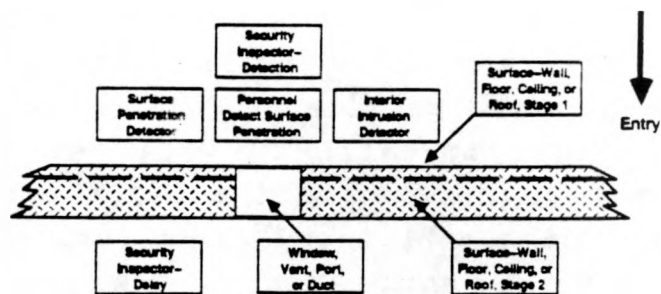 Security
Inspector–
Detection
Surface
Penetration
Detector
Personnel
Detect Surface
Penetration
Interior
Intrusion
Detector
Surface–Wall,
Floor, Ceiling, or
Roof, Stage 1
Entry
Security
Inspector–
Delay
Window,
Vent, Port,
or Duct
Surface–Wall,
Floor, Ceiling, or
Roof, Stage 2